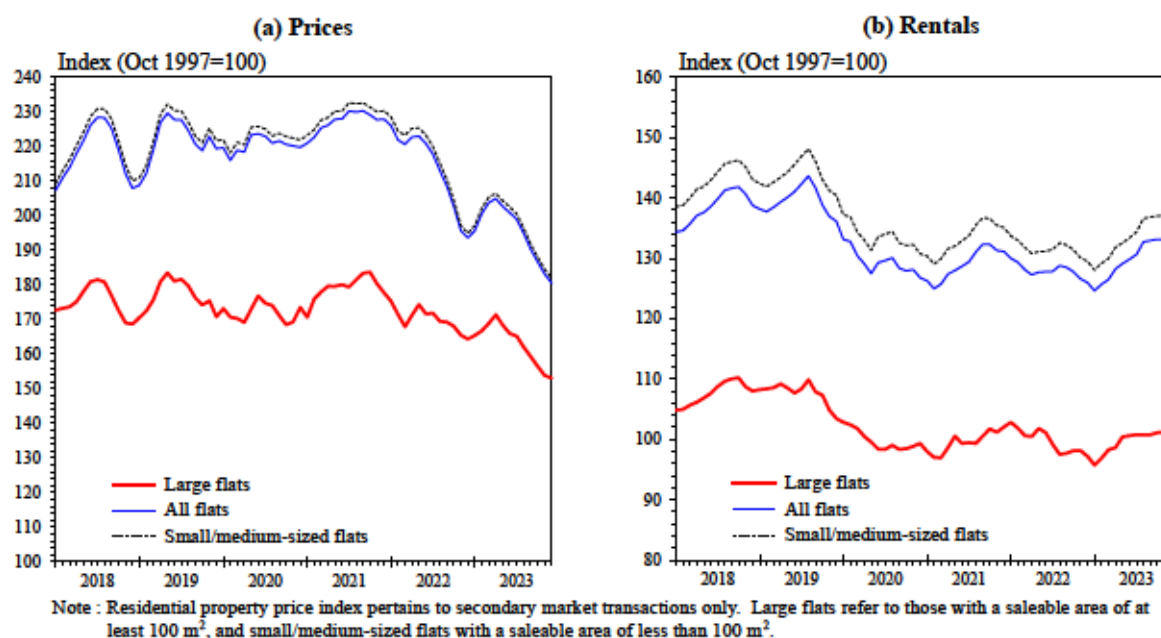 (a) Prices
Index (Oct 1997=100)
240
230
220
210
200
190
180
170
160
150
140
130
120
110
100
Large flats
All flats
Small/medium-sized flats
2018 2019 2020 2021 2022 2023
(b) Rentals
Index (Oct 1997=100)
160
150
140
130
120
110
100
90
80
Large flats
All flats
Small/medium-sized flats
2018 2019 2020 2021 2022 2023
Note : Residential property price index pertains to secondary market transactions only. Large flats refer to those with a saleable area of at
least 100 m², and small/medium-sized flats with a saleable area of less than 100 m².